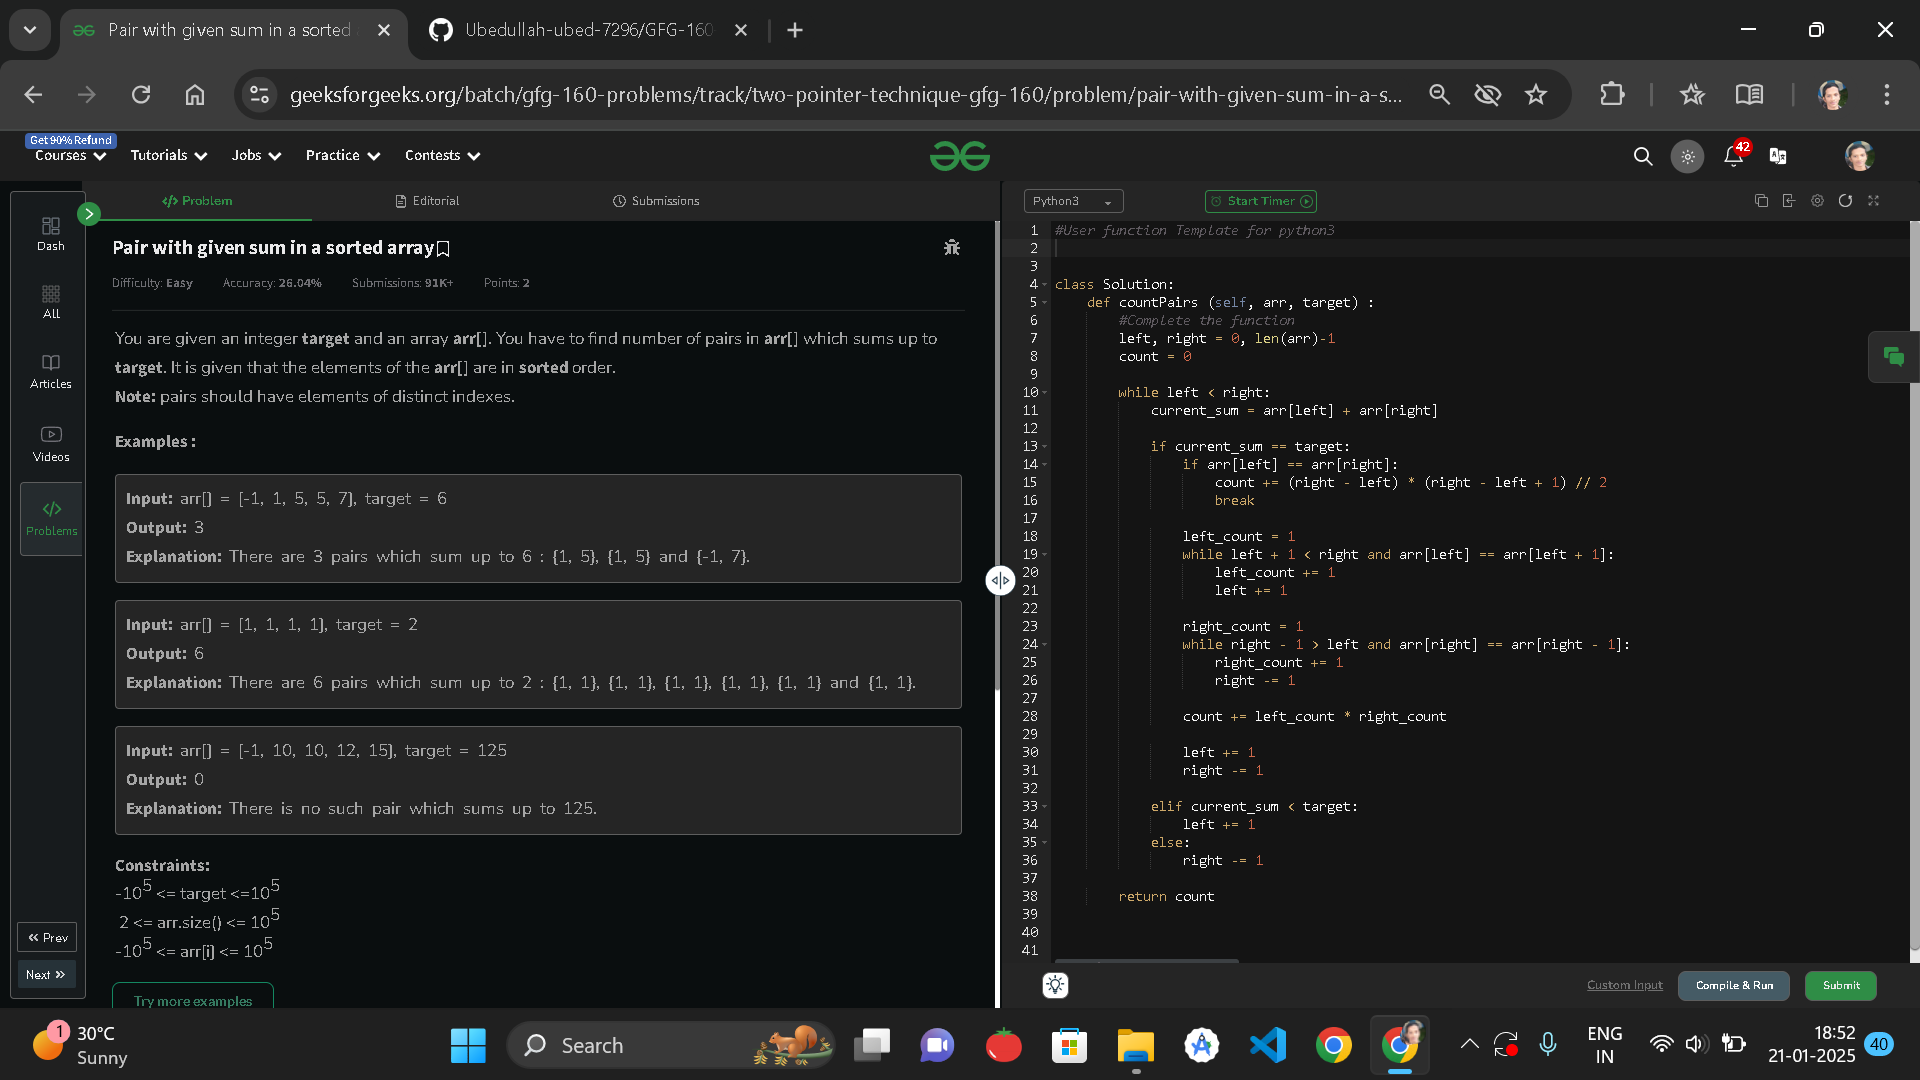 Pair with given sum in a sorted
Ubedullah-ubed-7296/GFG-160
geeksforgeeks.org/batch/gfg-160-problems/track/two-pointer-technique-gfg-160/problem/pair-with-given-sum-in-a-s...
Get 90% Refund
Courses
Tutorials
Jobs
Practice
Contests
42
Dash
All
Articles
Videos
Problems
Prev
Next
Problem
Editorial
Submissions
Pair with given sum in a sorted array
Difficulty: Easy Accuracy: 26.04% Submissions: 91K+ Points: 2
You are given an integer target and an array arr[]. You have to find number of pairs in arr[] which sums up to
target. It is given that the elements of the arr[] are in sorted order.
Note: pairs should have elements of distinct indexes.
Examples :
Input: arr[] = [-1, 1, 5, 5, 7], target = 6
Output: 3
Explanation: There are 3 pairs which sum up to 6 : {1, 5}, {1, 5} and {-1, 7}.
Input: arr[] = [1, 1, 1, 1], target = 2
Output: 6
Explanation: There are 6 pairs which sum up to 2 : {1, 1}, {1, 1}, {1, 1}, {1, 1}, {1, 1} and {1, 1}.
Input: arr[] = [-1, 10, 10, 12, 15], target = 125
Output: 0
Explanation: There is no such pair which sums up to 125.
Constraints:
-10^5 <= target <=10^5
2 <= arr.size() <= 10^5
-10^5 <= arr[i] <= 10^5
Try more examples
Python3
Start Timer
1 #User function Template for python3
2
3
4 class Solution:
5     def countPairs (self, arr, target) :
6         #Complete the function
7         left, right = 0, len(arr)-1
8         count = 0
9
10         while left < right:
11             current_sum = arr[left] + arr[right]
12
13             if current_sum == target:
14                 if arr[left] == arr[right]:
15                     count += (right - left) * (right - left + 1) // 2
16                     break
17
18                 left_count = 1
19                 while left + 1 < right and arr[left] == arr[left + 1]:
20                     left_count += 1
21                     left += 1
22
23                 right_count = 1
24                 while right - 1 > left and arr[right] == arr[right - 1]:
25                     right_count += 1
26                     right -= 1
27
28                 count += left_count * right_count
29
30                 left += 1
31                 right -= 1
32
33             elif current_sum < target:
34                 left += 1
35             else:
36                 right -= 1
37
38         return count
39
40
41
Custom Input
Compile & Run
Submit
1
30°C
Sunny
Search
ENG
IN
18:52
21-01-2025
40